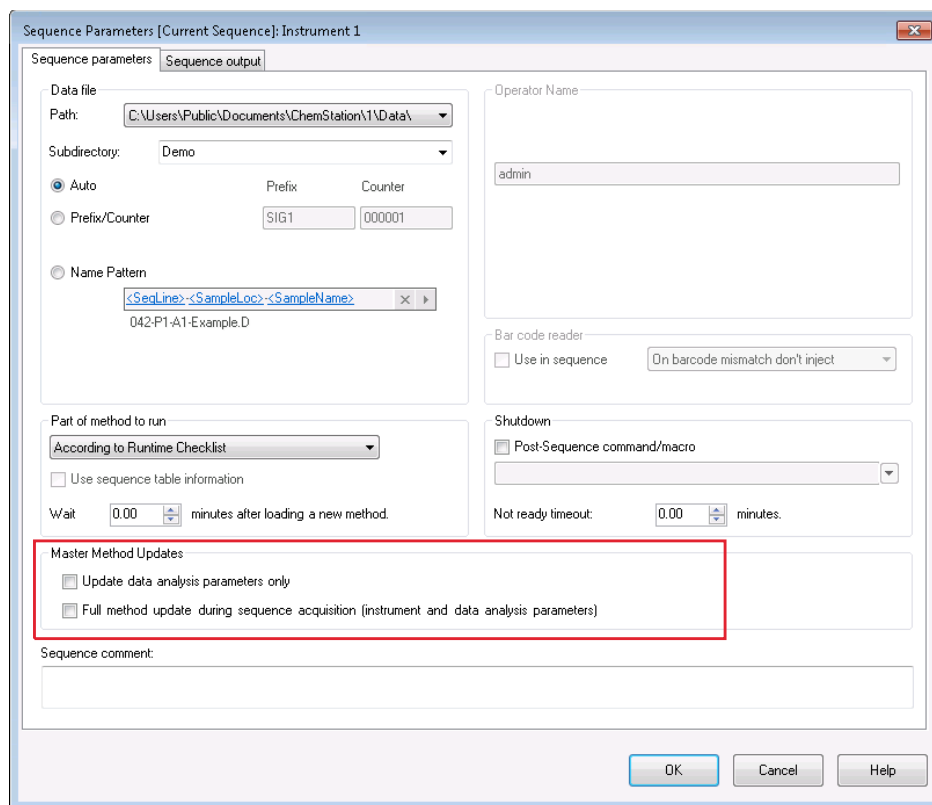 Sequence Parameters [Current Sequence]: Instrument 1
Sequence parameters
Sequence output
Data file
Path:
C:\Users\Public\Documents\ChemStation\1\Data\
Subdirectory:
Demo
Auto
Prefix
Counter
Prefix/Counter
SIG1
000001
Name Pattern
<SeqLine>-<SampleLoc>-<SampleName>
042-P1-A1-Example.D
Operator Name
admin
Bar code reader
Use in sequence
On barcode mismatch don't inject
Part of method to run
According to Runtime Checklist
Use sequence table information
Wait
0.00
minutes after loading a new method.
Shutdown
Post-Sequence command/macro
Not ready timeout:
0.00
minutes.
Master Method Updates
Update data analysis parameters only
Full method update during sequence acquisition (instrument and data analysis parameters)
Sequence comment:
OK
Cancel
Help